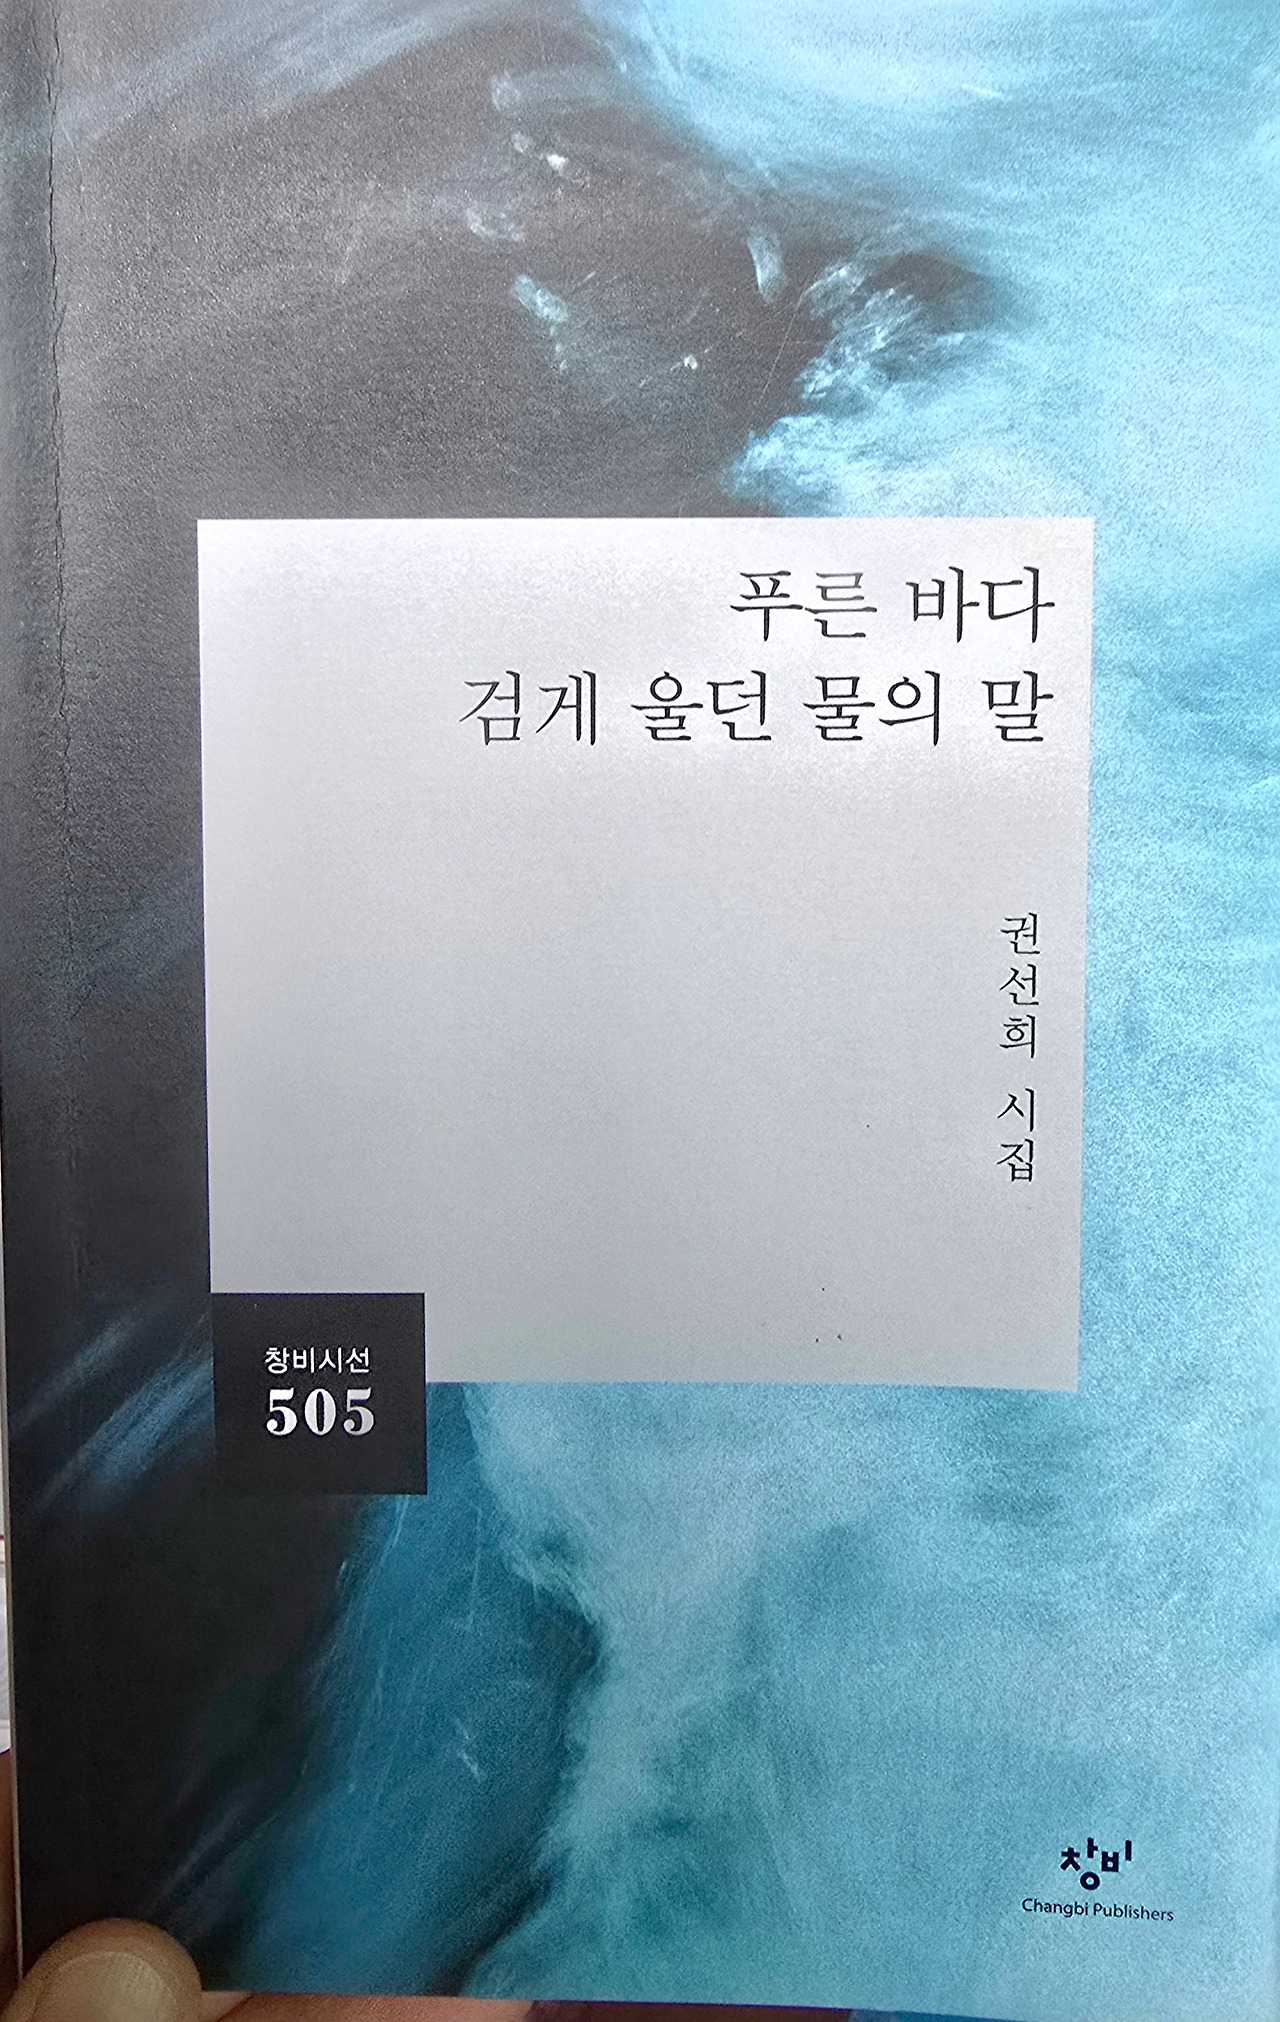 푸른 바다
검게 울던 물의 말
권선희 시집
창비시선
505
창비
Changbi Publishers